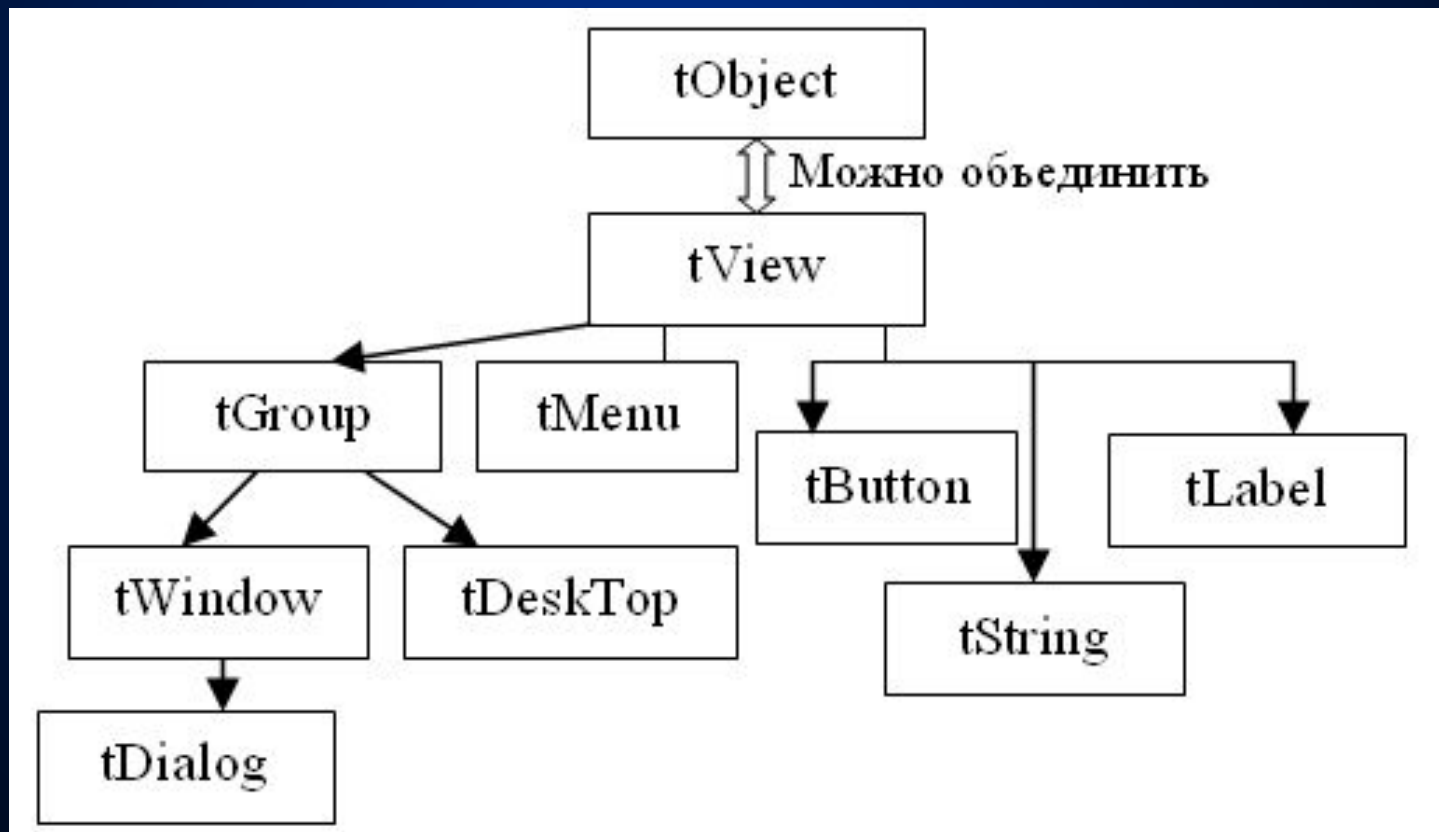 tObject
Можно объединить
tView
tGroup
tMenu
tButton
tLabel
tWindow
tDeskTop
tString
tDialog